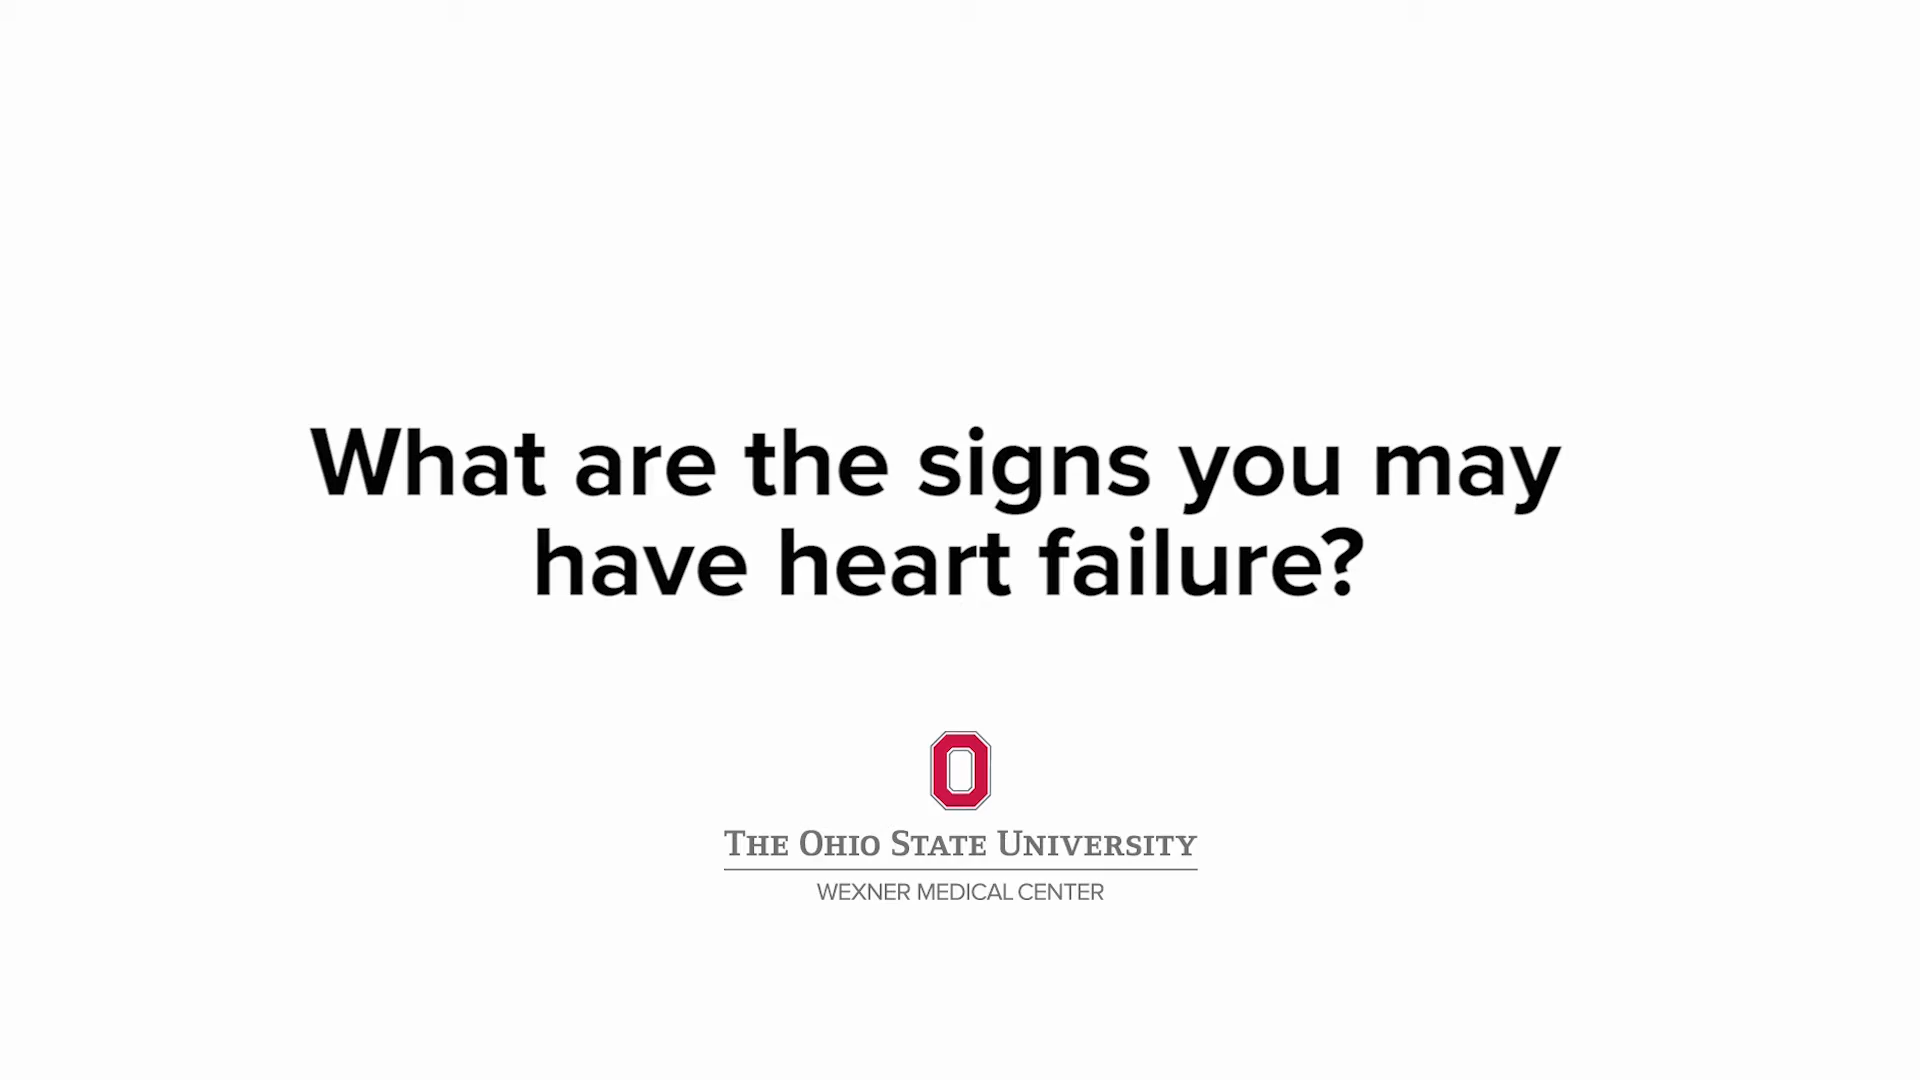 What are the signs you may
have heart failure?
THE OHIO STATE UNIVERSITY
WEXNER MEDICAL CENTER